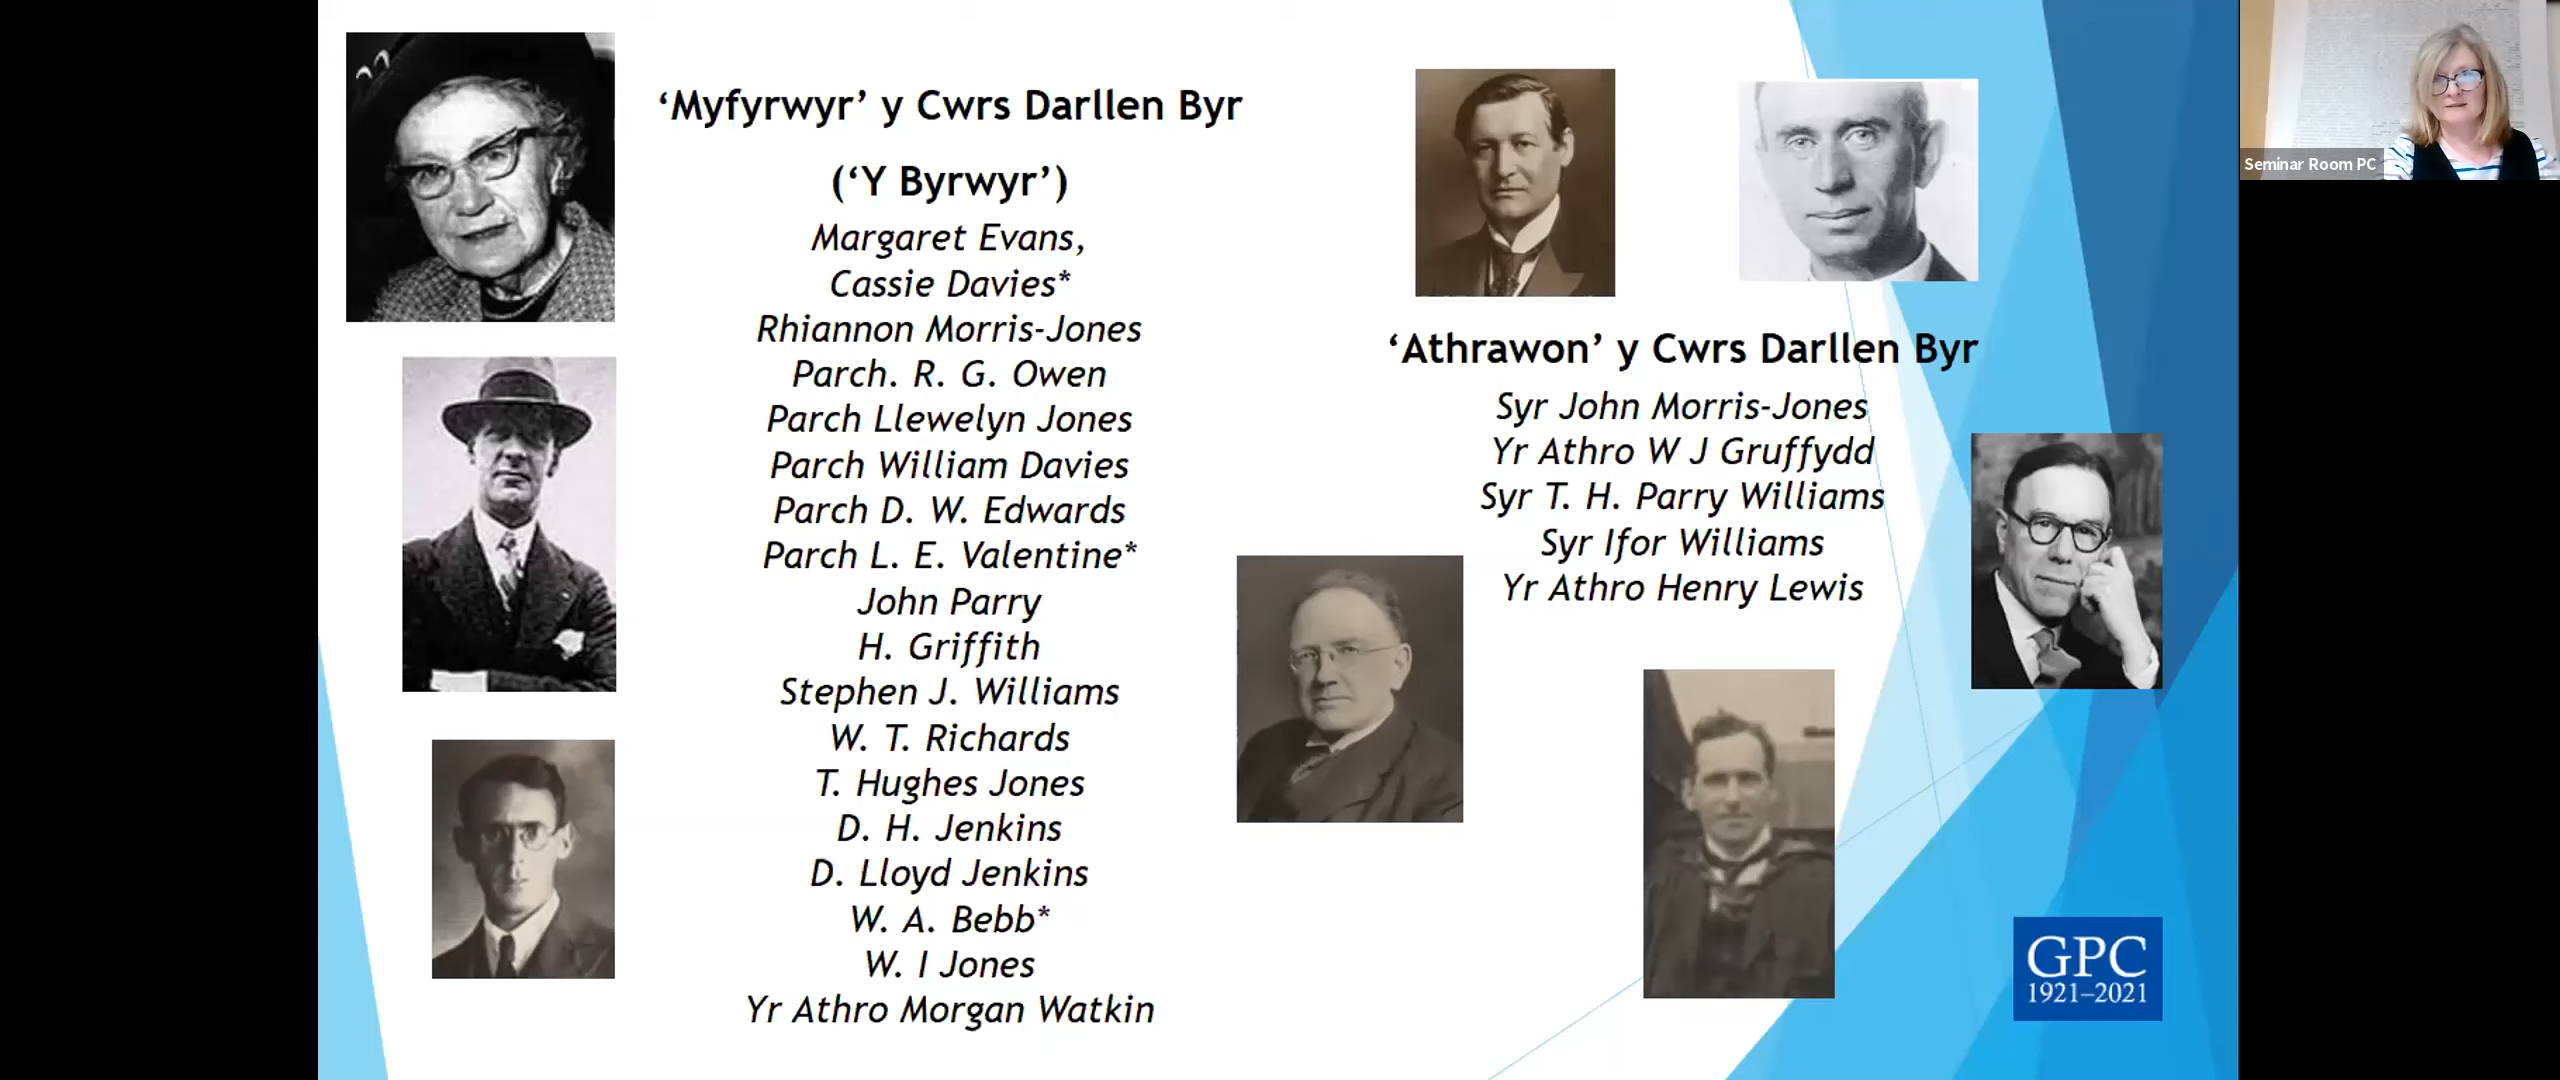 ‘Myfyrwyr’ y Cwrs Darllen Byr
(‘Y Byrwyr’)
Margaret Evans,
Cassie Davies*
Rhiannon Morris-Jones
Parch. R. G. Owen
Parch Llewelyn Jones
Parch William Davies
Parch D. W. Edwards
Parch L. E. Valentine*
John Parry
H. Griffith
Stephen J. Williams
W. T. Richards
T. Hughes Jones
D. H. Jenkins
D. Lloyd Jenkins
W. A. Bebb*
W. I Jones
Yr Athro Morgan Watkin
‘Athrawon’ y Cwrs Darllen Byr
Syr John Morris-Jones
Yr Athro W J Gruffydd
Syr T. H. Parry Williams
Syr Ifor Williams
Yr Athro Henry Lewis
GPC
1921–2021
Seminar Room PC